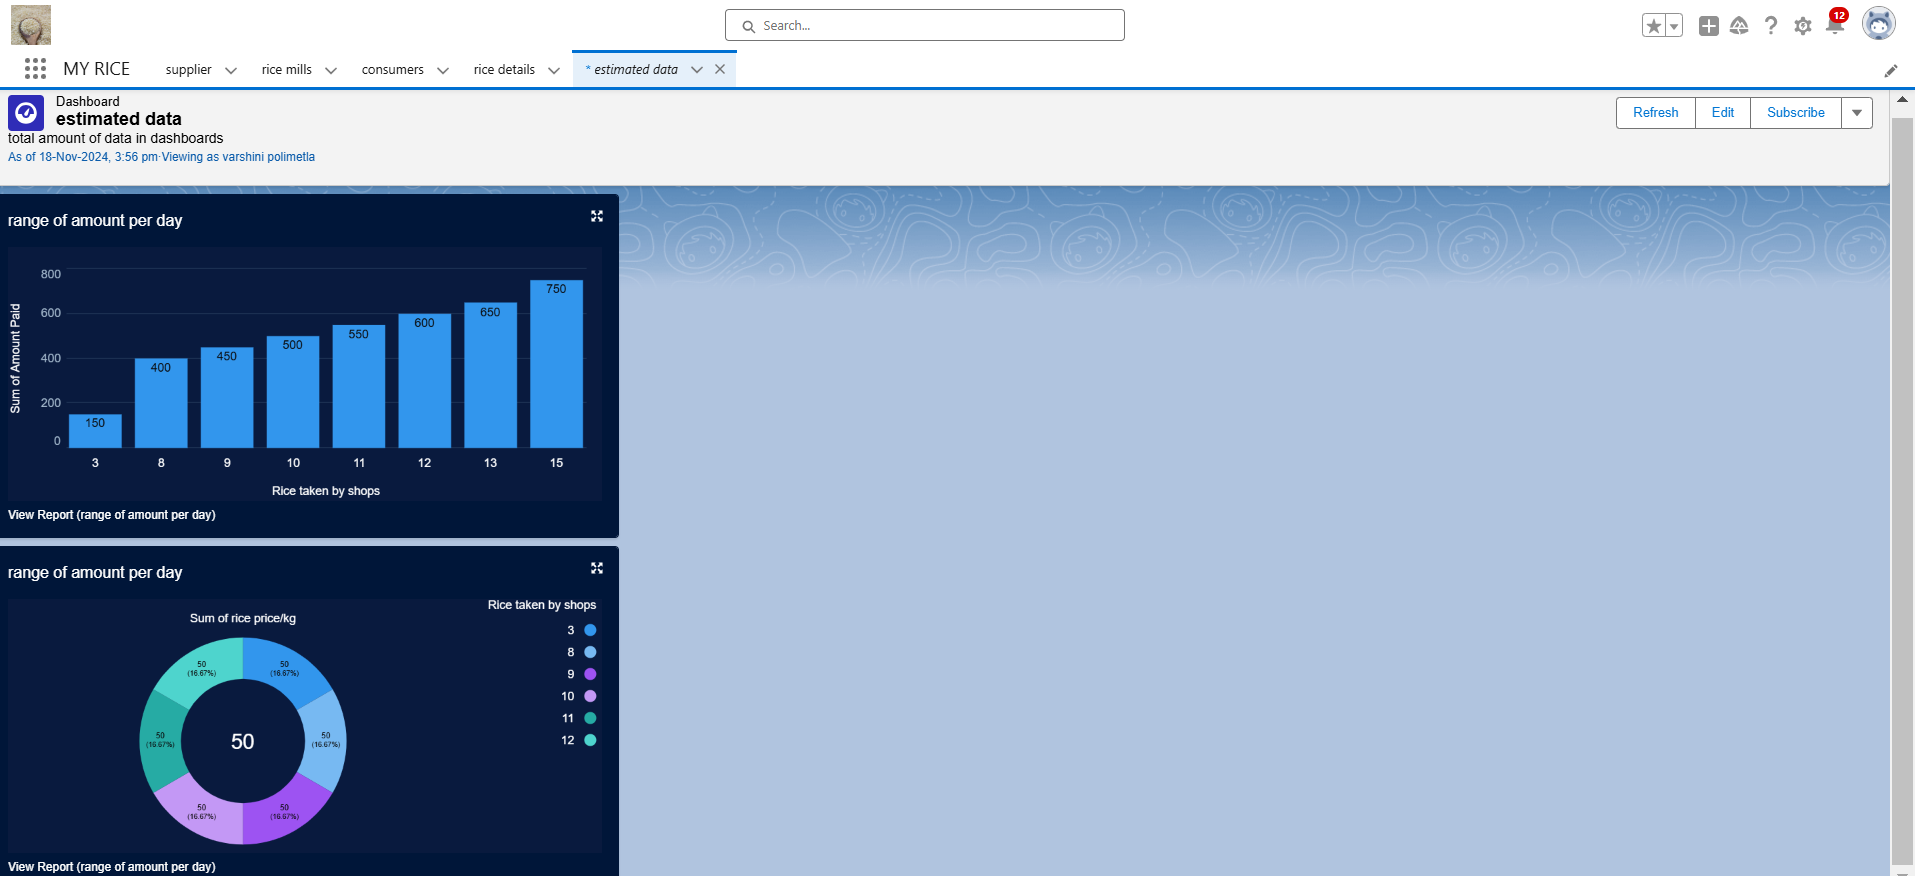 Search...
12
MY RICE
supplier
rice mills
consumers
rice details
* estimated data
Dashboard
estimated data
total amount of data in dashboards
As of 18-Nov-2024, 3:56 pm·Viewing as varshini polimetla
Refresh
Edit
Subscribe
range of amount per day
Sum of Amount Paid
800
600
400
200
0
150
400
450
500
550
600
650
750
3
8
9
10
11
12
13
15
Rice taken by shops
View Report (range of amount per day)
range of amount per day
Rice taken by shops
Sum of rice price/kg
3
8
9
10
11
12
50
(16.67%)
50
(16.67%)
50
(16.67%)
50
(16.67%)
50
(16.67%)
50
(16.67%)
50
View Report (range of amount per day)